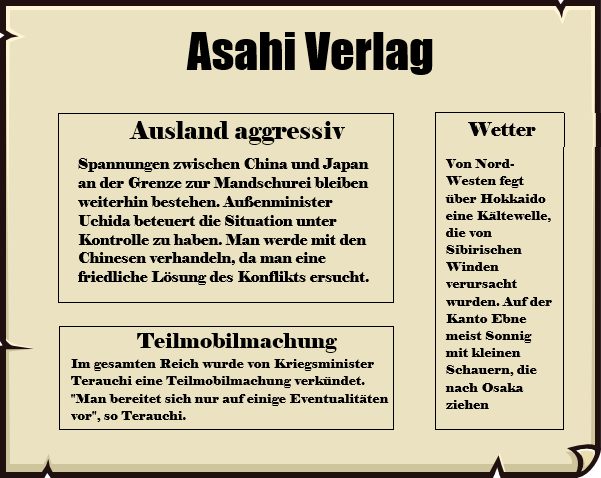 Asahi Verlag
Ausland aggressiv
Spannungen zwischen China und Japan
an der Grenze zur Mandschurei bleiben
weiterhin bestehen. Außenminister
Uchida beteuert die Situation unter
Kontrolle zu haben. Man werde mit den
Chinesen verhandeln, da man eine
friedliche Lösung des Konflikts ersucht.
Teilmobilmachung
Im gesamten Reich wurde von Kriegsminister
Terauchi eine Teilmobilmachung verkündet.
"Man bereitet sich nur auf einige Eventualitäten
vor", so Terauchi.
Wetter
Von Nord-
Westen fegt
über Hokkaido
eine Kältewelle,
die von
Sibirischen
Winden
verursacht
wurden. Auf der
Kanto Ebne
meist Sonnig
mit kleinen
Schauern, die
nach Osaka
ziehen